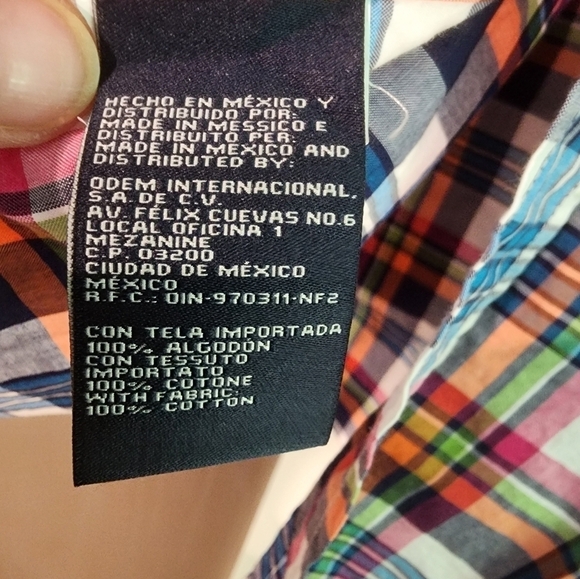 HECHO EN MÉXICO Y
DISTRIBUIDO POR:
MADE IN MESSICO E
DISTRIBUITO PER:
MADE IN MEXICO AND
DISTRIBUTED BY:
ODEM INTERNACIONAL,
S.A. DE C.V.
AV. FÉLIX CUEVAS NO.6
LOCAL OFICINA 1
MEZANINE
C.P. 03200
CIUDAD DE MÉXICO
MÉXICO
R.F.C.: OIN-970311-NF2
CON TELA IMPORTADA
100% ALGODÓN
CON TESSUTO
IMPORTATO
100% COTONE
WITH FABRIC:
100% COTTON